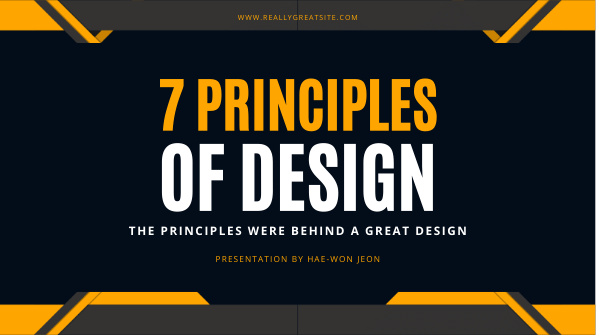 WWW.REALLYGREATSITE.COM
7 PRINCIPLES
OF DESIGN
THE PRINCIPLES WERE BEHIND A GREAT DESIGN
PRESENTATION BY HAE-WON JEON